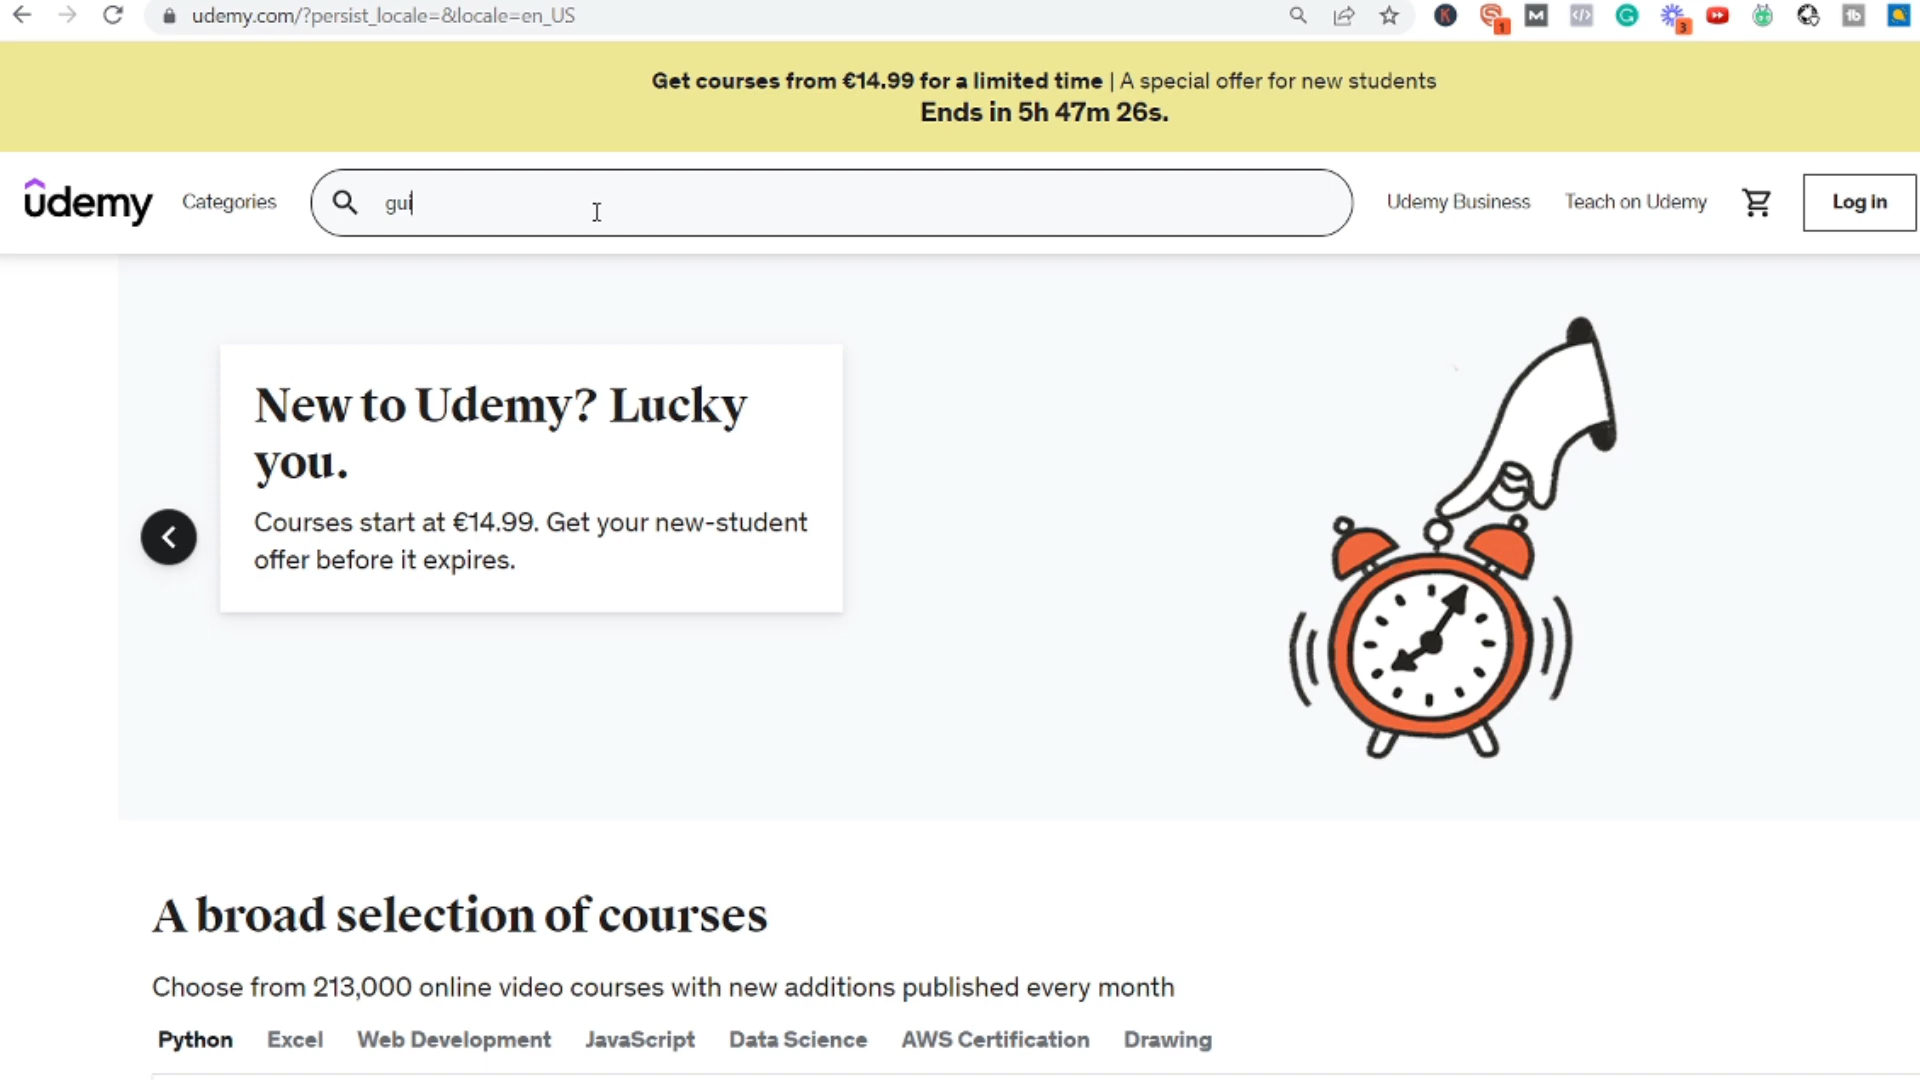 udemy.com/?persist_locale=&locale=en_US
K
1
M
</>
G
3
tb
Get courses from €14.99 for a limited time | A special offer for new students
Ends in 5h 47m 26s.
ûdemy
Categories
gui
Udemy Business
Teach on Udemy
Log in
New to Udemy? Lucky
you.
Courses start at €14.99. Get your new-student
offer before it expires.
A broad selection of courses
Choose from 213,000 online video courses with new additions published every month
Python Excel Web Development JavaScript Data Science AWS Certification Drawing